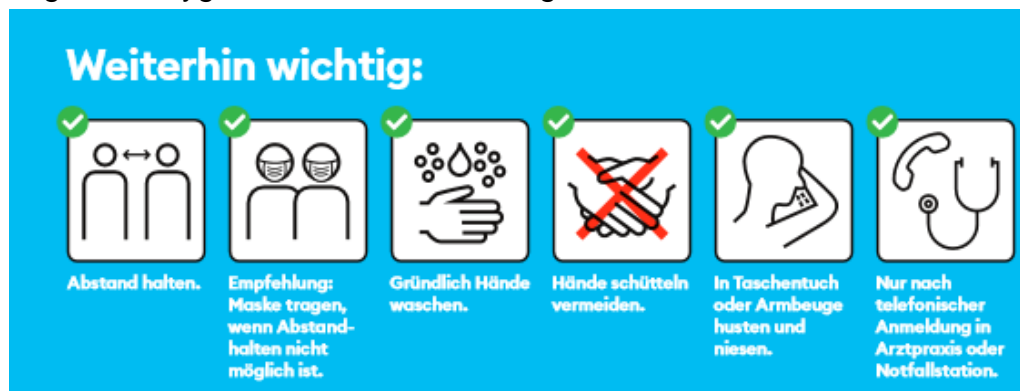 Weiterhin wichtig:
Abstand halten.
Empfehlung:
Maske tragen,
wenn Abstand-
halten nicht
möglich ist.
Gründlich Hände
waschen.
Hände schütteln
vermeiden.
In Taschentuch
oder Armbeuge
husten und
niesen.
Nur nach
telefonischer
Anmeldung in
Arztpraxis oder
Notfallstation.